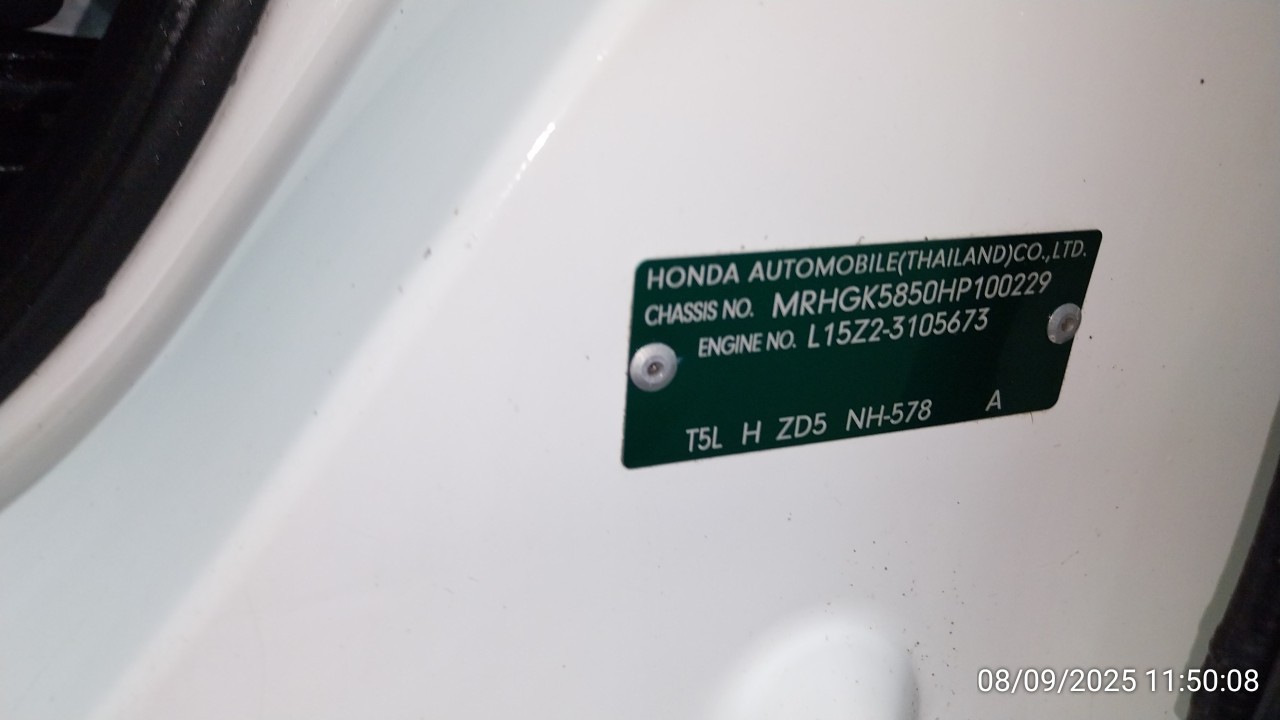 HONDA AUTOMOBILE(THAILAND)CO.,LTD.
CHASSIS NO. MRHGK5850HP100229
ENGINE NO. L15Z2-3105673
T5L H ZD5 NH-578 A
08/09/2025 11:50:08